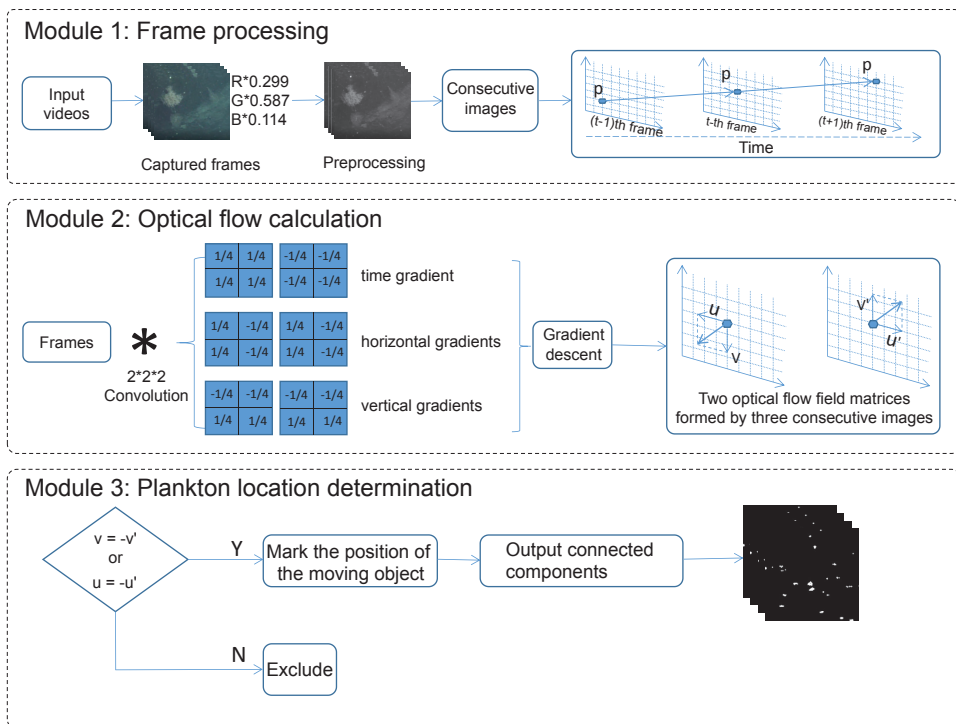 Module 1: Frame processing
Input
videos
R*0.299
G*0.587
B*0.114
Captured frames
Preprocessing
Consecutive
images
p
p
p
(t-1)th frame
t-th frame
(t+1)th frame
Time
Module 2: Optical flow calculation
Frames
*
2*2*2
Convolution
1/4 1/4 -1/4 -1/4
1/4 1/4 -1/4 -1/4
time gradient
1/4 -1/4 1/4 -1/4
1/4 -1/4 1/4 -1/4
horizontal gradients
-1/4 -1/4 -1/4 -1/4
1/4 1/4 1/4 1/4
vertical gradients
Gradient
descent
u
v
v'
u'
Two optical flow field matrices
formed by three consecutive images
Module 3: Plankton location determination
v = -v'
or
u = -u'
Y
Mark the position of
the moving object
Output connected
components
N
Exclude